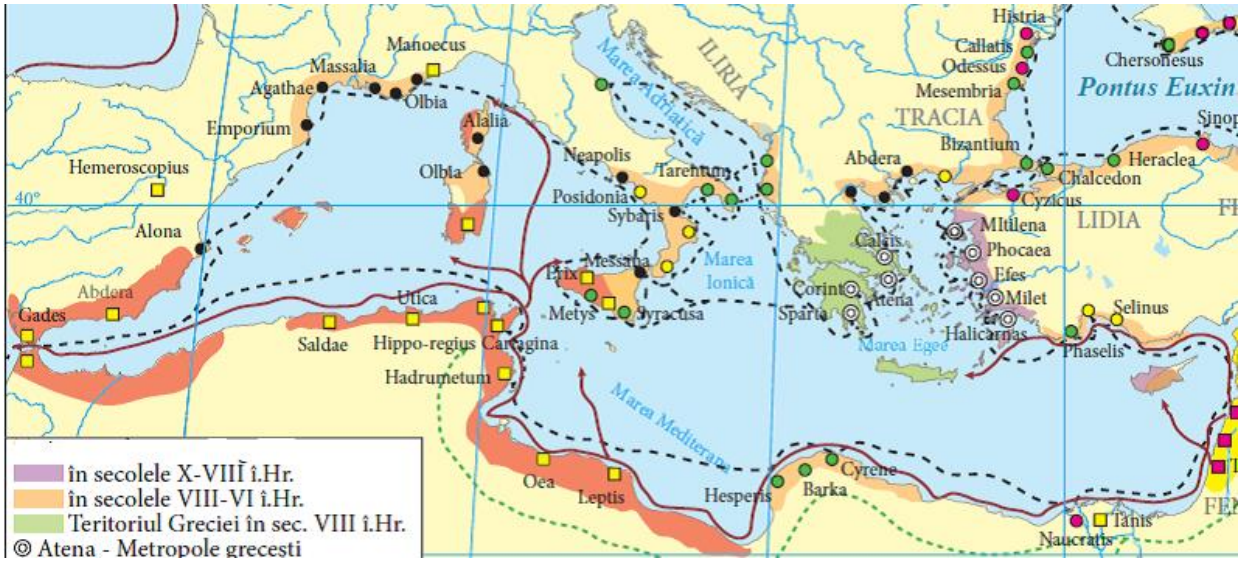 Histria
Callatis
Odessus
Mesembria
Chersonesus
Pontus Euxin
Manoecus
Massalia
Agathae
Olbia
Emporium
Marea Adriatică
ILIRIA
TRACIA
Bizantium
Sinop
Heraclea
Chalcedon
Cyzicus
LIDIA
Hemeroscopius
Alalia
Olbia
Neapolis
Tarentum
Posidonia
Sybaris
Abdera
40°
Alona
MItilena
Phocaea
Calcis
Efes
Marea
Ionică
Messana
Prix
Corint
Atena
Milet
Selinus
Abdera
Gades
Utica
Metys
Syracusa
Sparta
Halicarnas
Saldae
Hippo-regius
Cartagina
Marea Egee
Phaselis
Hadrumetum
Marea Mediterana
Oea
Leptis
Hesperis
Barka
Cyrene
Tanis
Naucratis
în secolele X-VIII î.Hr.
în secolele VIII-VI î.Hr.
Teritoriul Greciei în sec. VIII î.Hr.
Atena - Metropole grecești